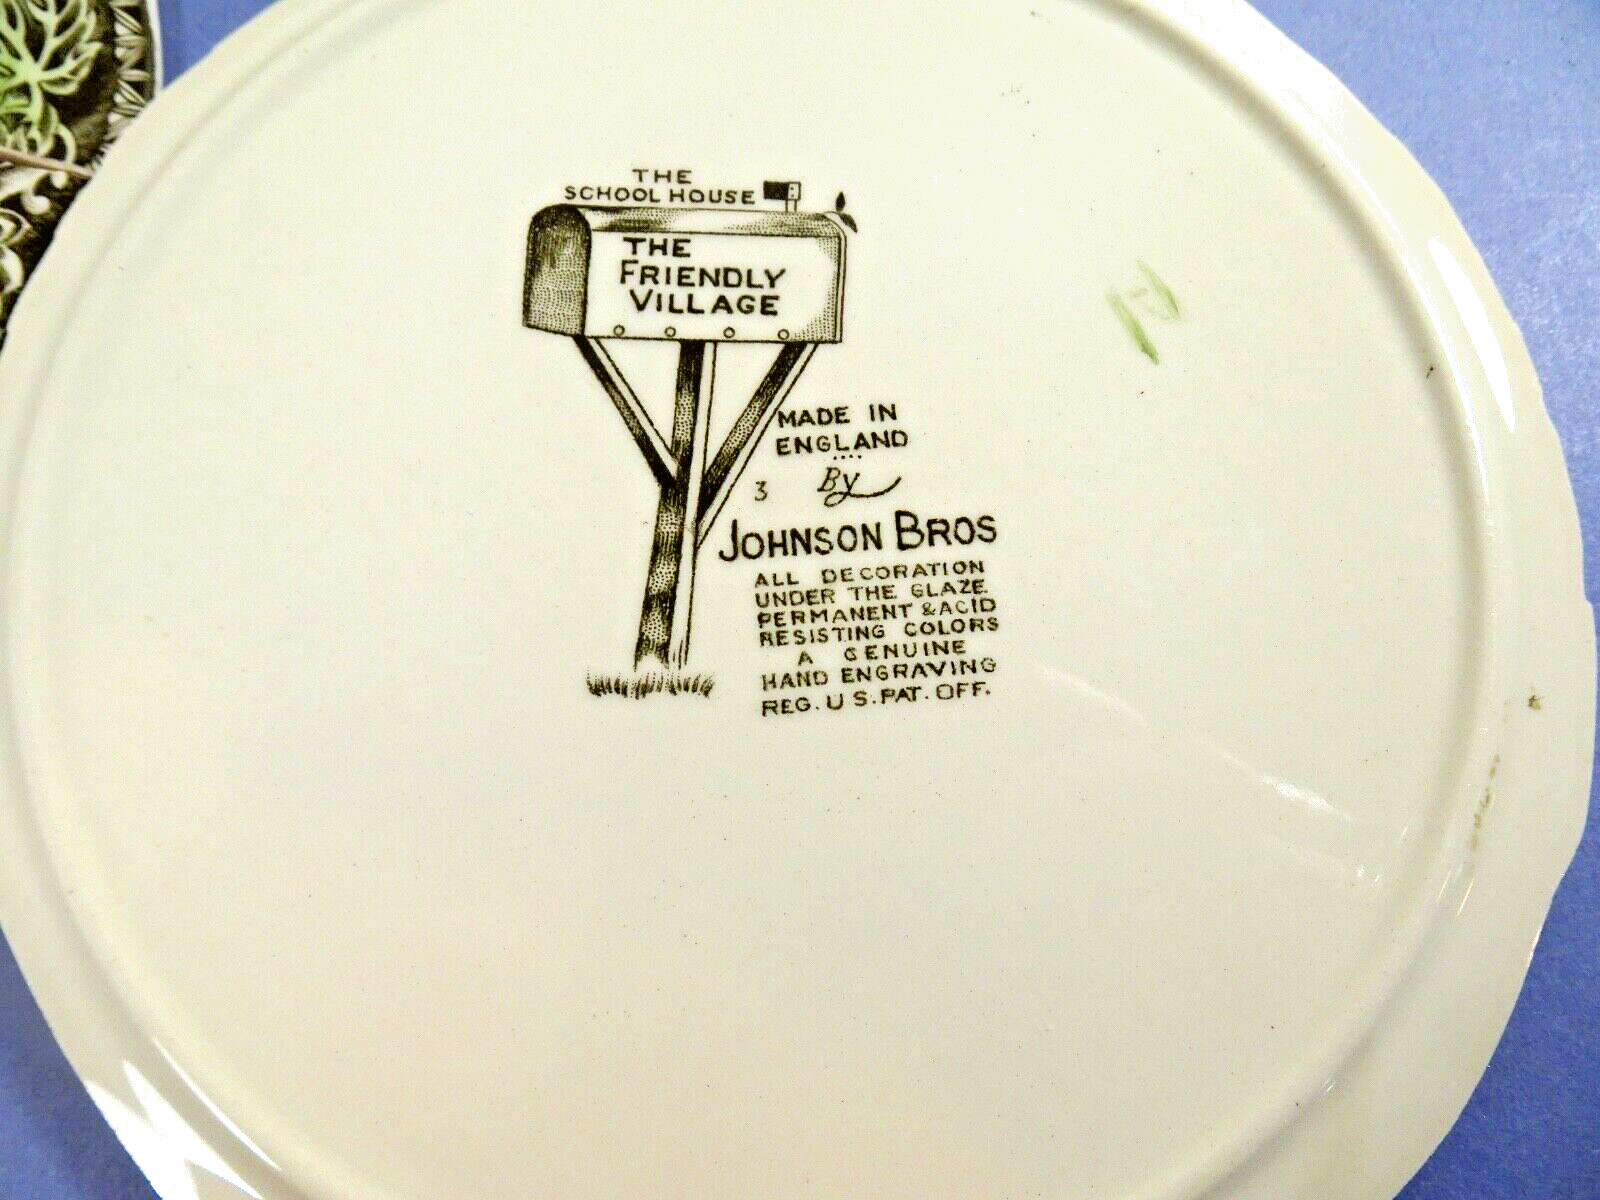 THE
SCHOOL HOUSE
THE
FRIENDLY
VILLAGE
MADE IN
ENGLAND
3 By
JOHNSON BROS
ALL DECORATION
UNDER THE GLAZE
PERMANENT & ACID
RESISTING COLORS
A GENUINE
HAND ENGRAVING
REG. U S. PAT. OFF.